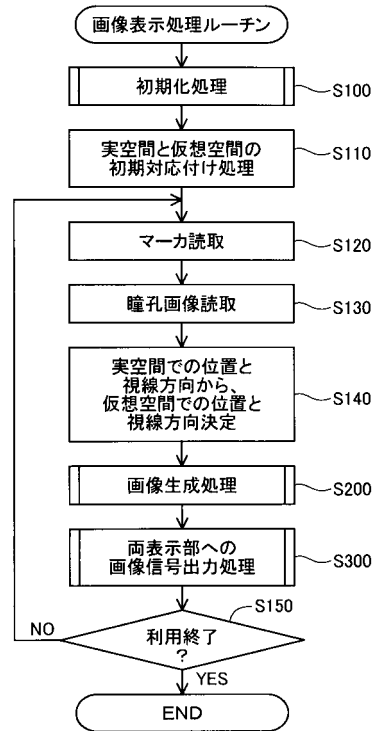 画像表示処理ルーチン
初期化処理
S100
実空間と仮想空間の
初期対応付け処理
S110
マーカ読取
S120
瞳孔画像読取
S130
実空間での位置と
視線方向から、
仮想空間での位置と
視線方向決定
S140
画像生成処理
S200
両表示部への
画像信号出力処理
S300
S150
利用終了
?
NO
YES
END